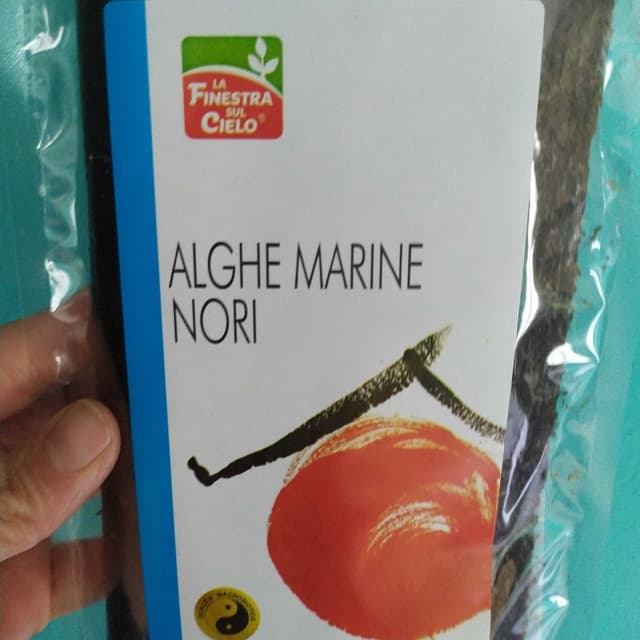 LA
FINESTRA
SUL
CIELO®
ALGHE MARINE
NORI